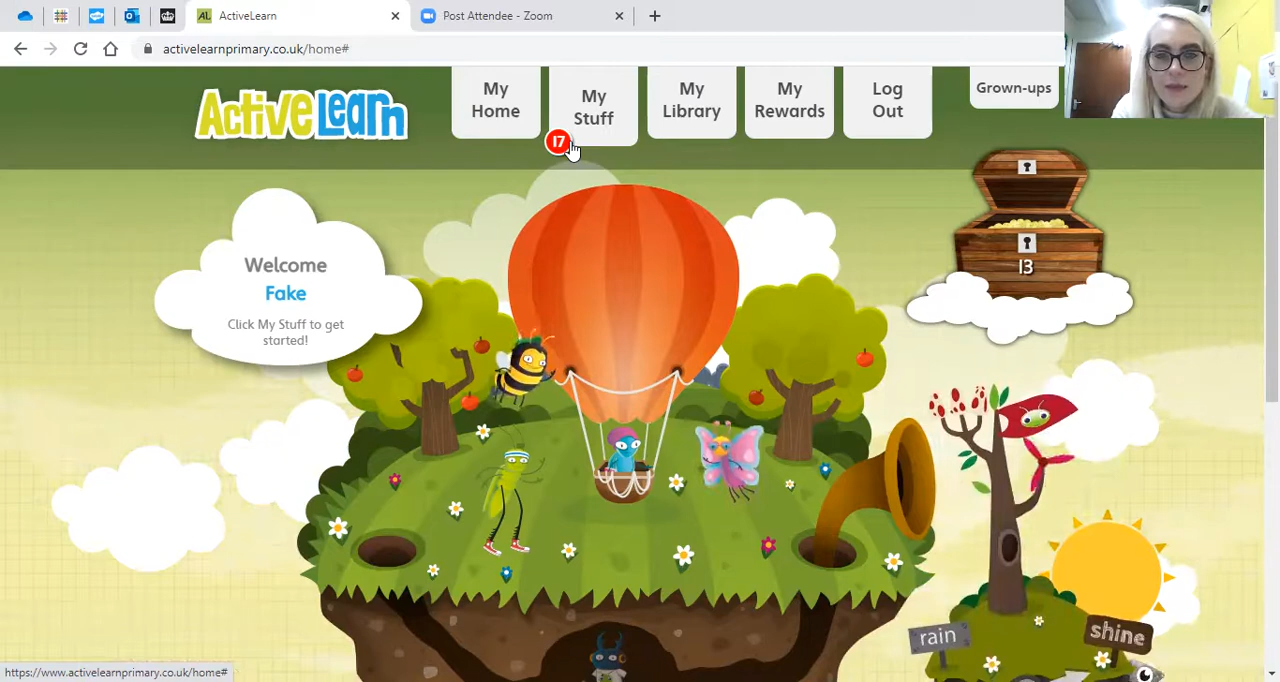 ActiveLearn
Post Attendee - Zoom
activelearnprimary.co.uk/home#
ActiveLearn
My
Home
My
Stuff
17
My
Library
My
Rewards
Log
Out
Grown-ups
Welcome
Fake
Click My Stuff to get
started!
13
rain
shine
https://www.activelearnprimary.co.uk/home#